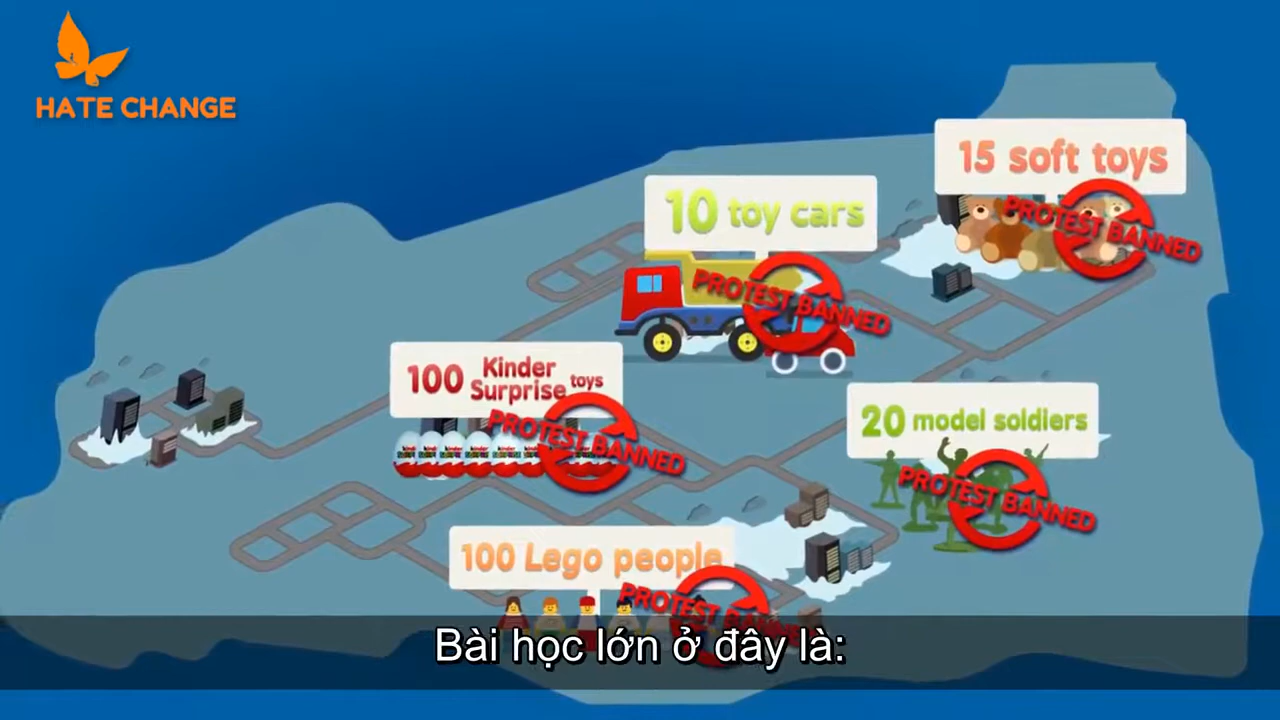 HATE CHANGE
15 soft toys
PROTEST BANNED
10 toy cars
PROTEST BANNED
100 Kinder Surprise toys
PROTEST BANNED
20 model soldiers
PROTEST BANNED
100 Lego people
PROTEST BANNED
Bài học lớn ở đây là: